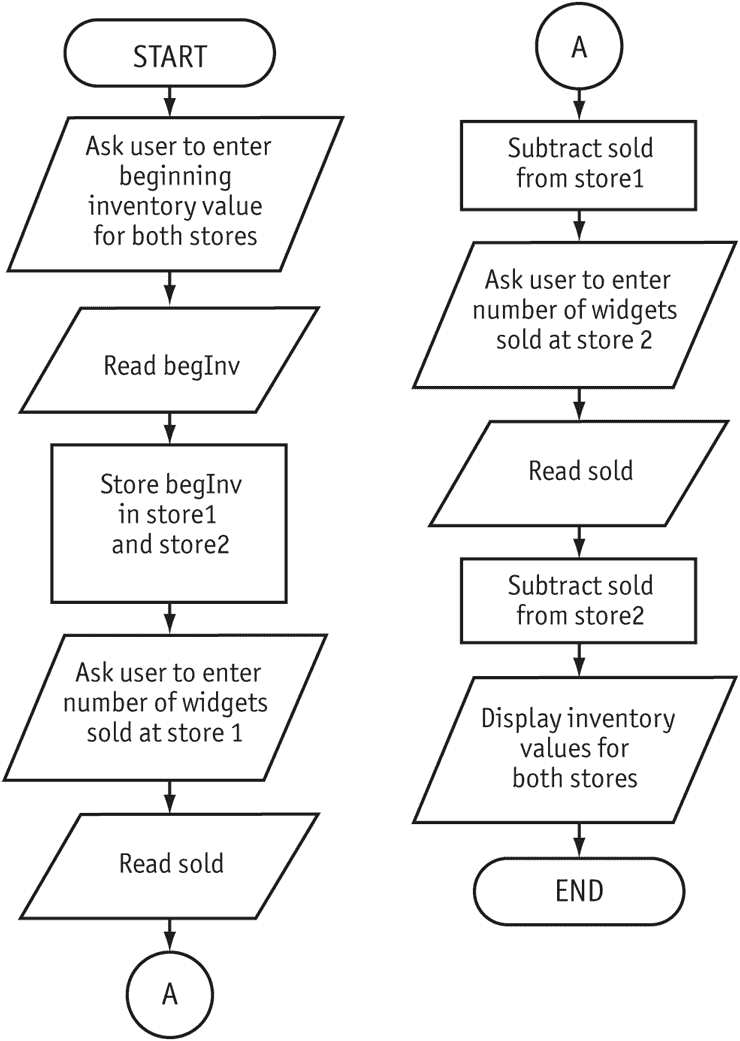 START
Ask user to enter
beginning
inventory value
for both stores
Read begInv
Store begInv
in store1
and store2
Ask user to enter
number of widgets
sold at store 1
Read sold
A
A
Subtract sold
from store1
Ask user to enter
number of widgets
sold at store 2
Read sold
Subtract sold
from store2
Display inventory
values for
both stores
END